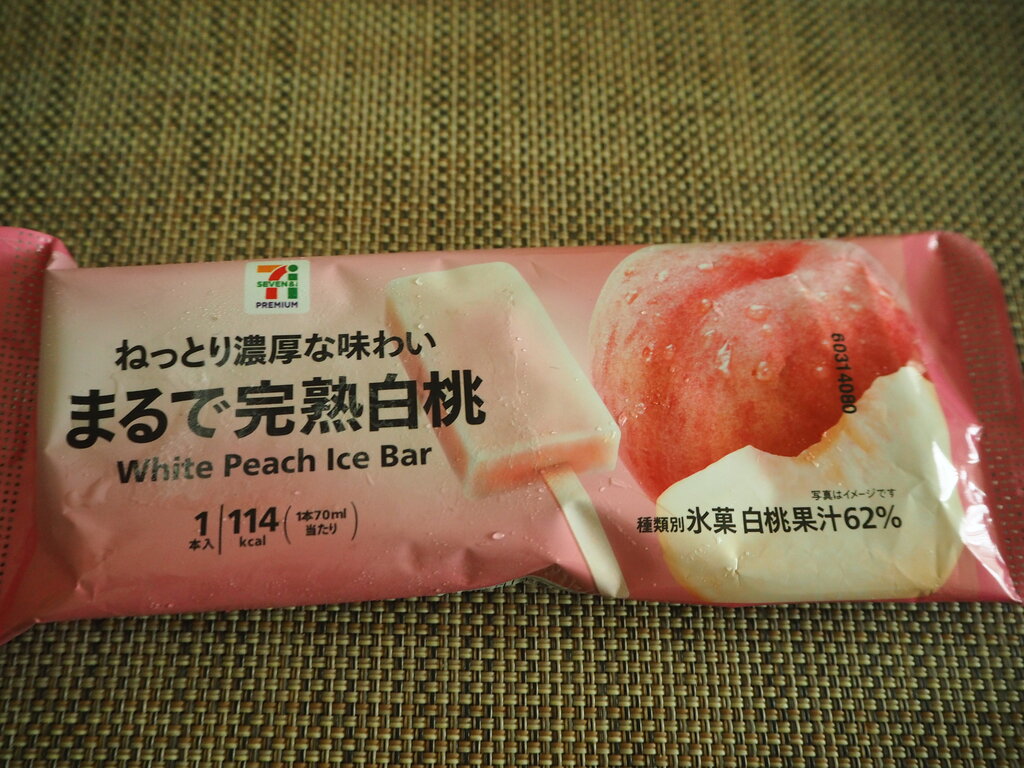 SEVEN&i
PREMIUM
ねっとり濃厚な味わい
まるで完熟白桃
White Peach Ice Bar
1本入 114kcal (1本70ml当たり)
60314080
写真はイメージです
種類別 氷菓 白桃果汁62%